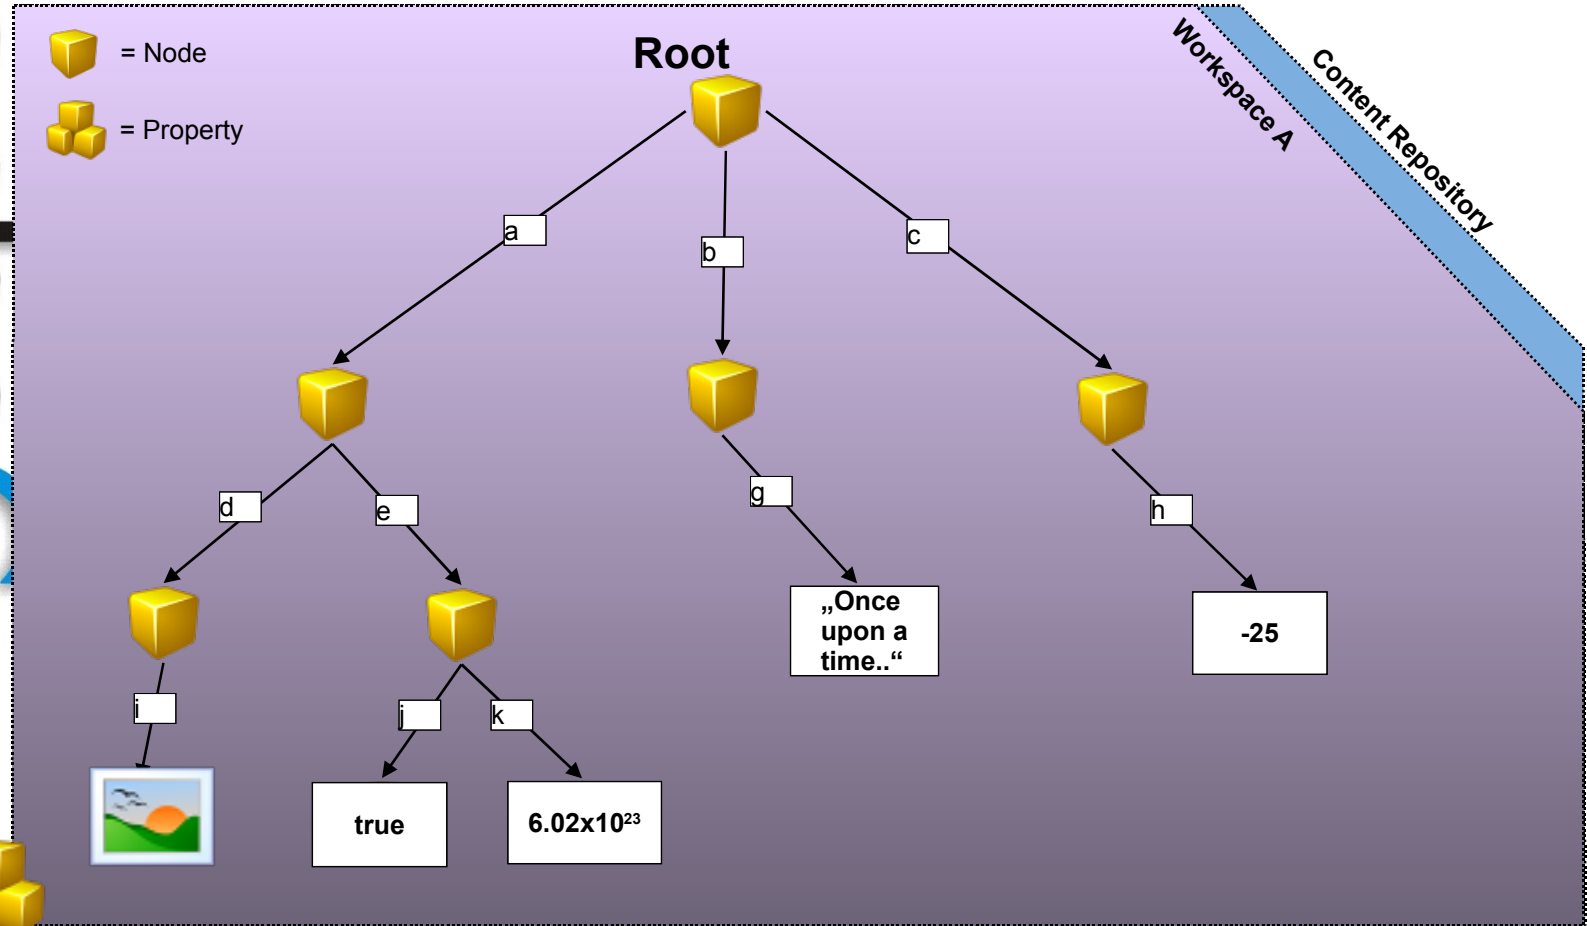 = Node
= Property
Root
Workspace A
Content Repository
a
b
c
d
e
g
h
i
j
k
„Once
upon a
time..“
-25
true
6.02x10²³